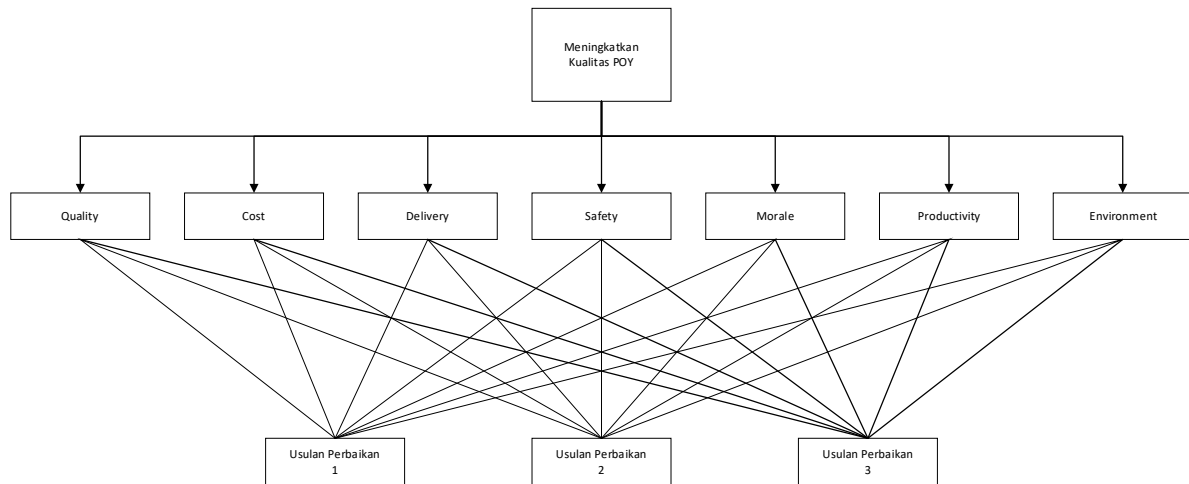 Meningkatkan
Kualitas POY
Quality
Cost
Delivery
Safety
Morale
Productivity
Environment
Usulan Perbaikan
1
Usulan Perbaikan
2
Usulan Perbaikan
3